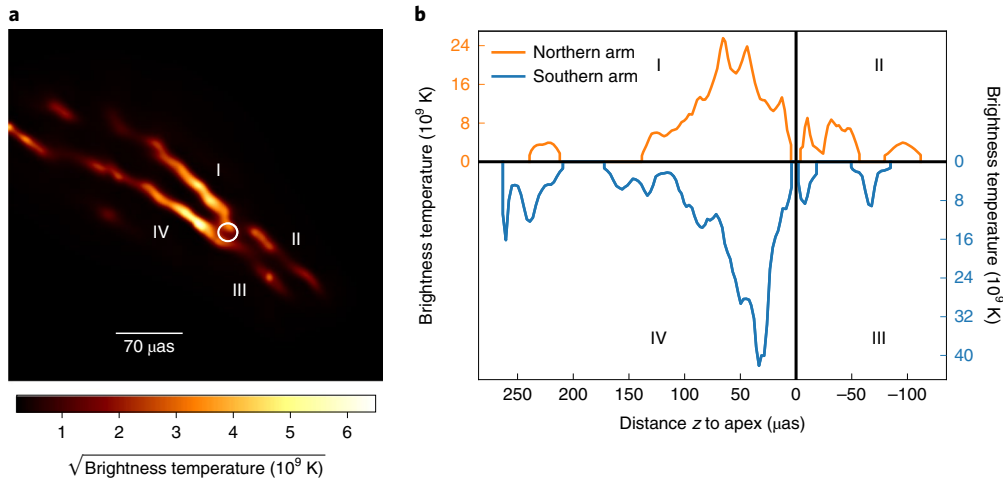 a
I
II
III
IV
70 μas
1 2 3 4 5 6
√Brightness temperature (10⁹ K)
b
Northern arm
Southern arm
I
II
III
IV
Brightness temperature (10⁹ K)
24
16
8
0
Brightness temperature (10⁹ K)
0
8
16
24
32
40
250 200 150 100 50 0 −50 −100
Distance z to apex (μas)